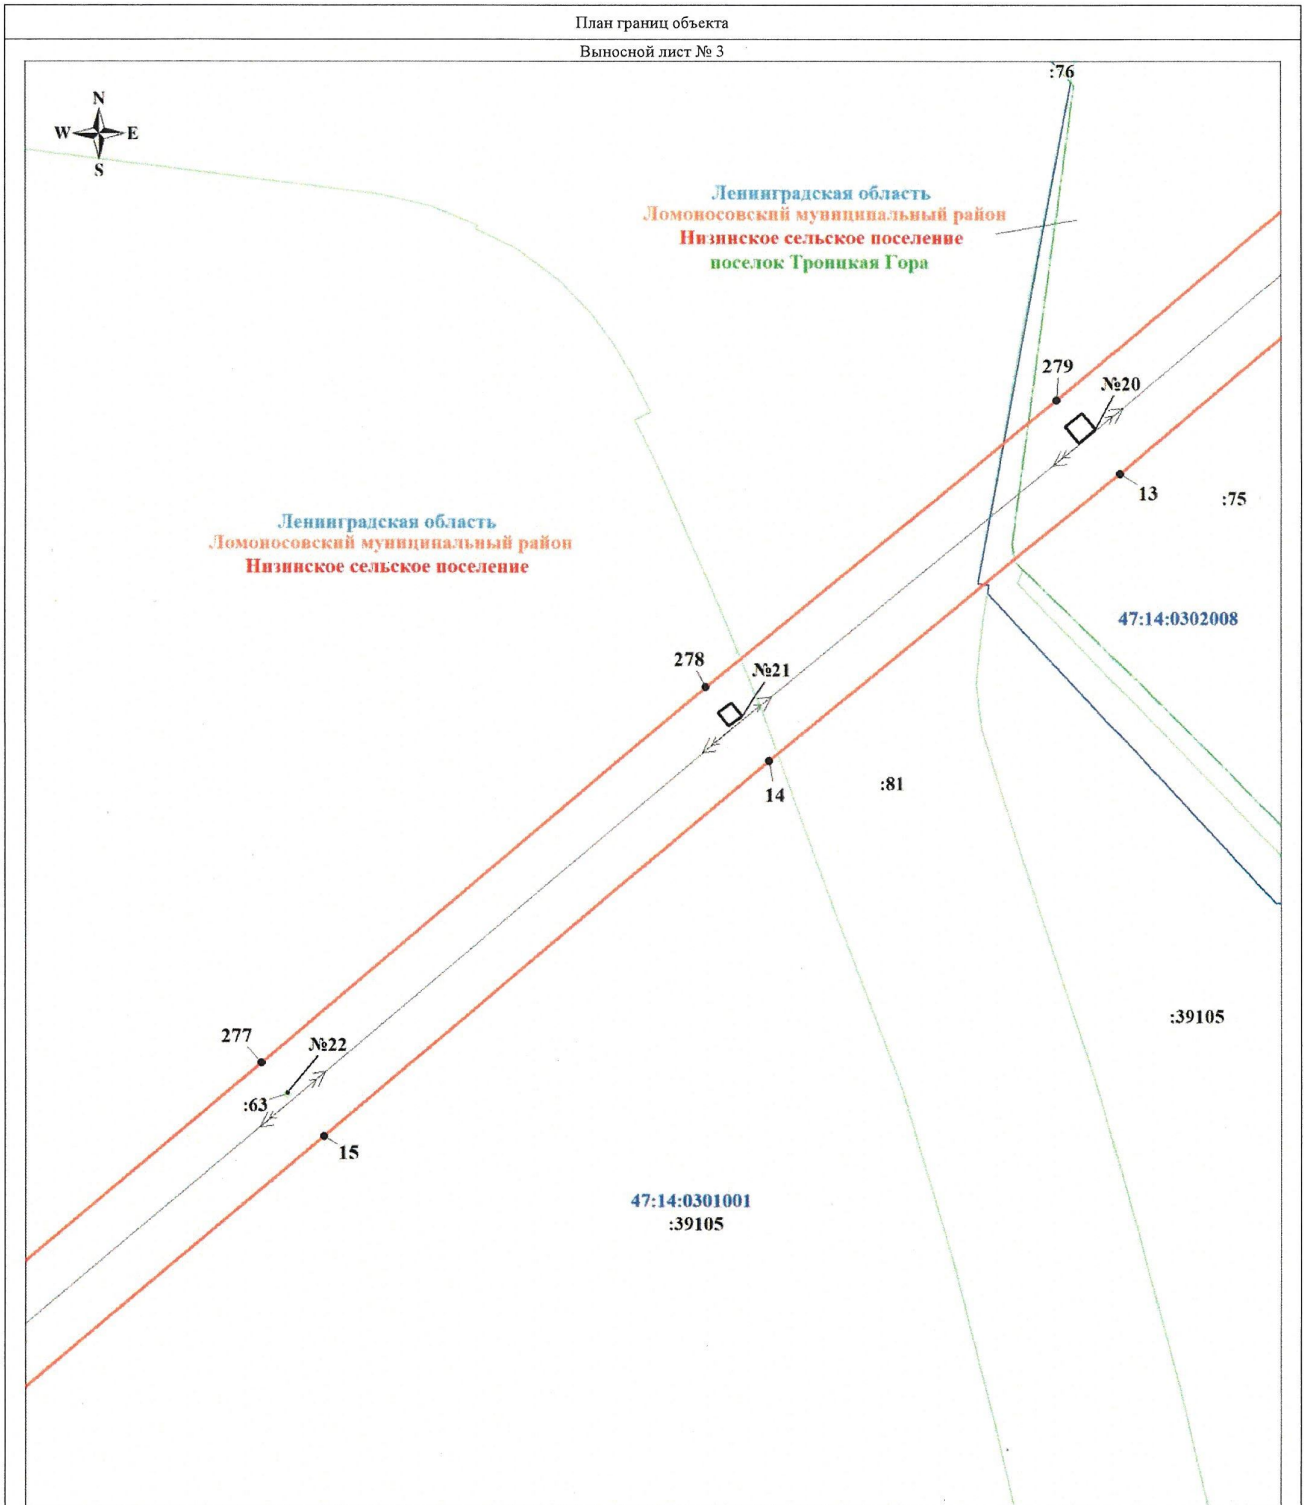 План границ объекта
Выносной лист № 3
:76
N
W E
S
Ленинградская область
Ломоносовский муниципальный район
Низинское сельское поселение
поселок Троицкая Гора
279
№20
13
:75
Ленинградская область
Ломоносовский муниципальный район
Низинское сельское поселение
47:14:0302008
278
№21
14
:81
:39105
277
№22
:63
15
47:14:0301001
:39105